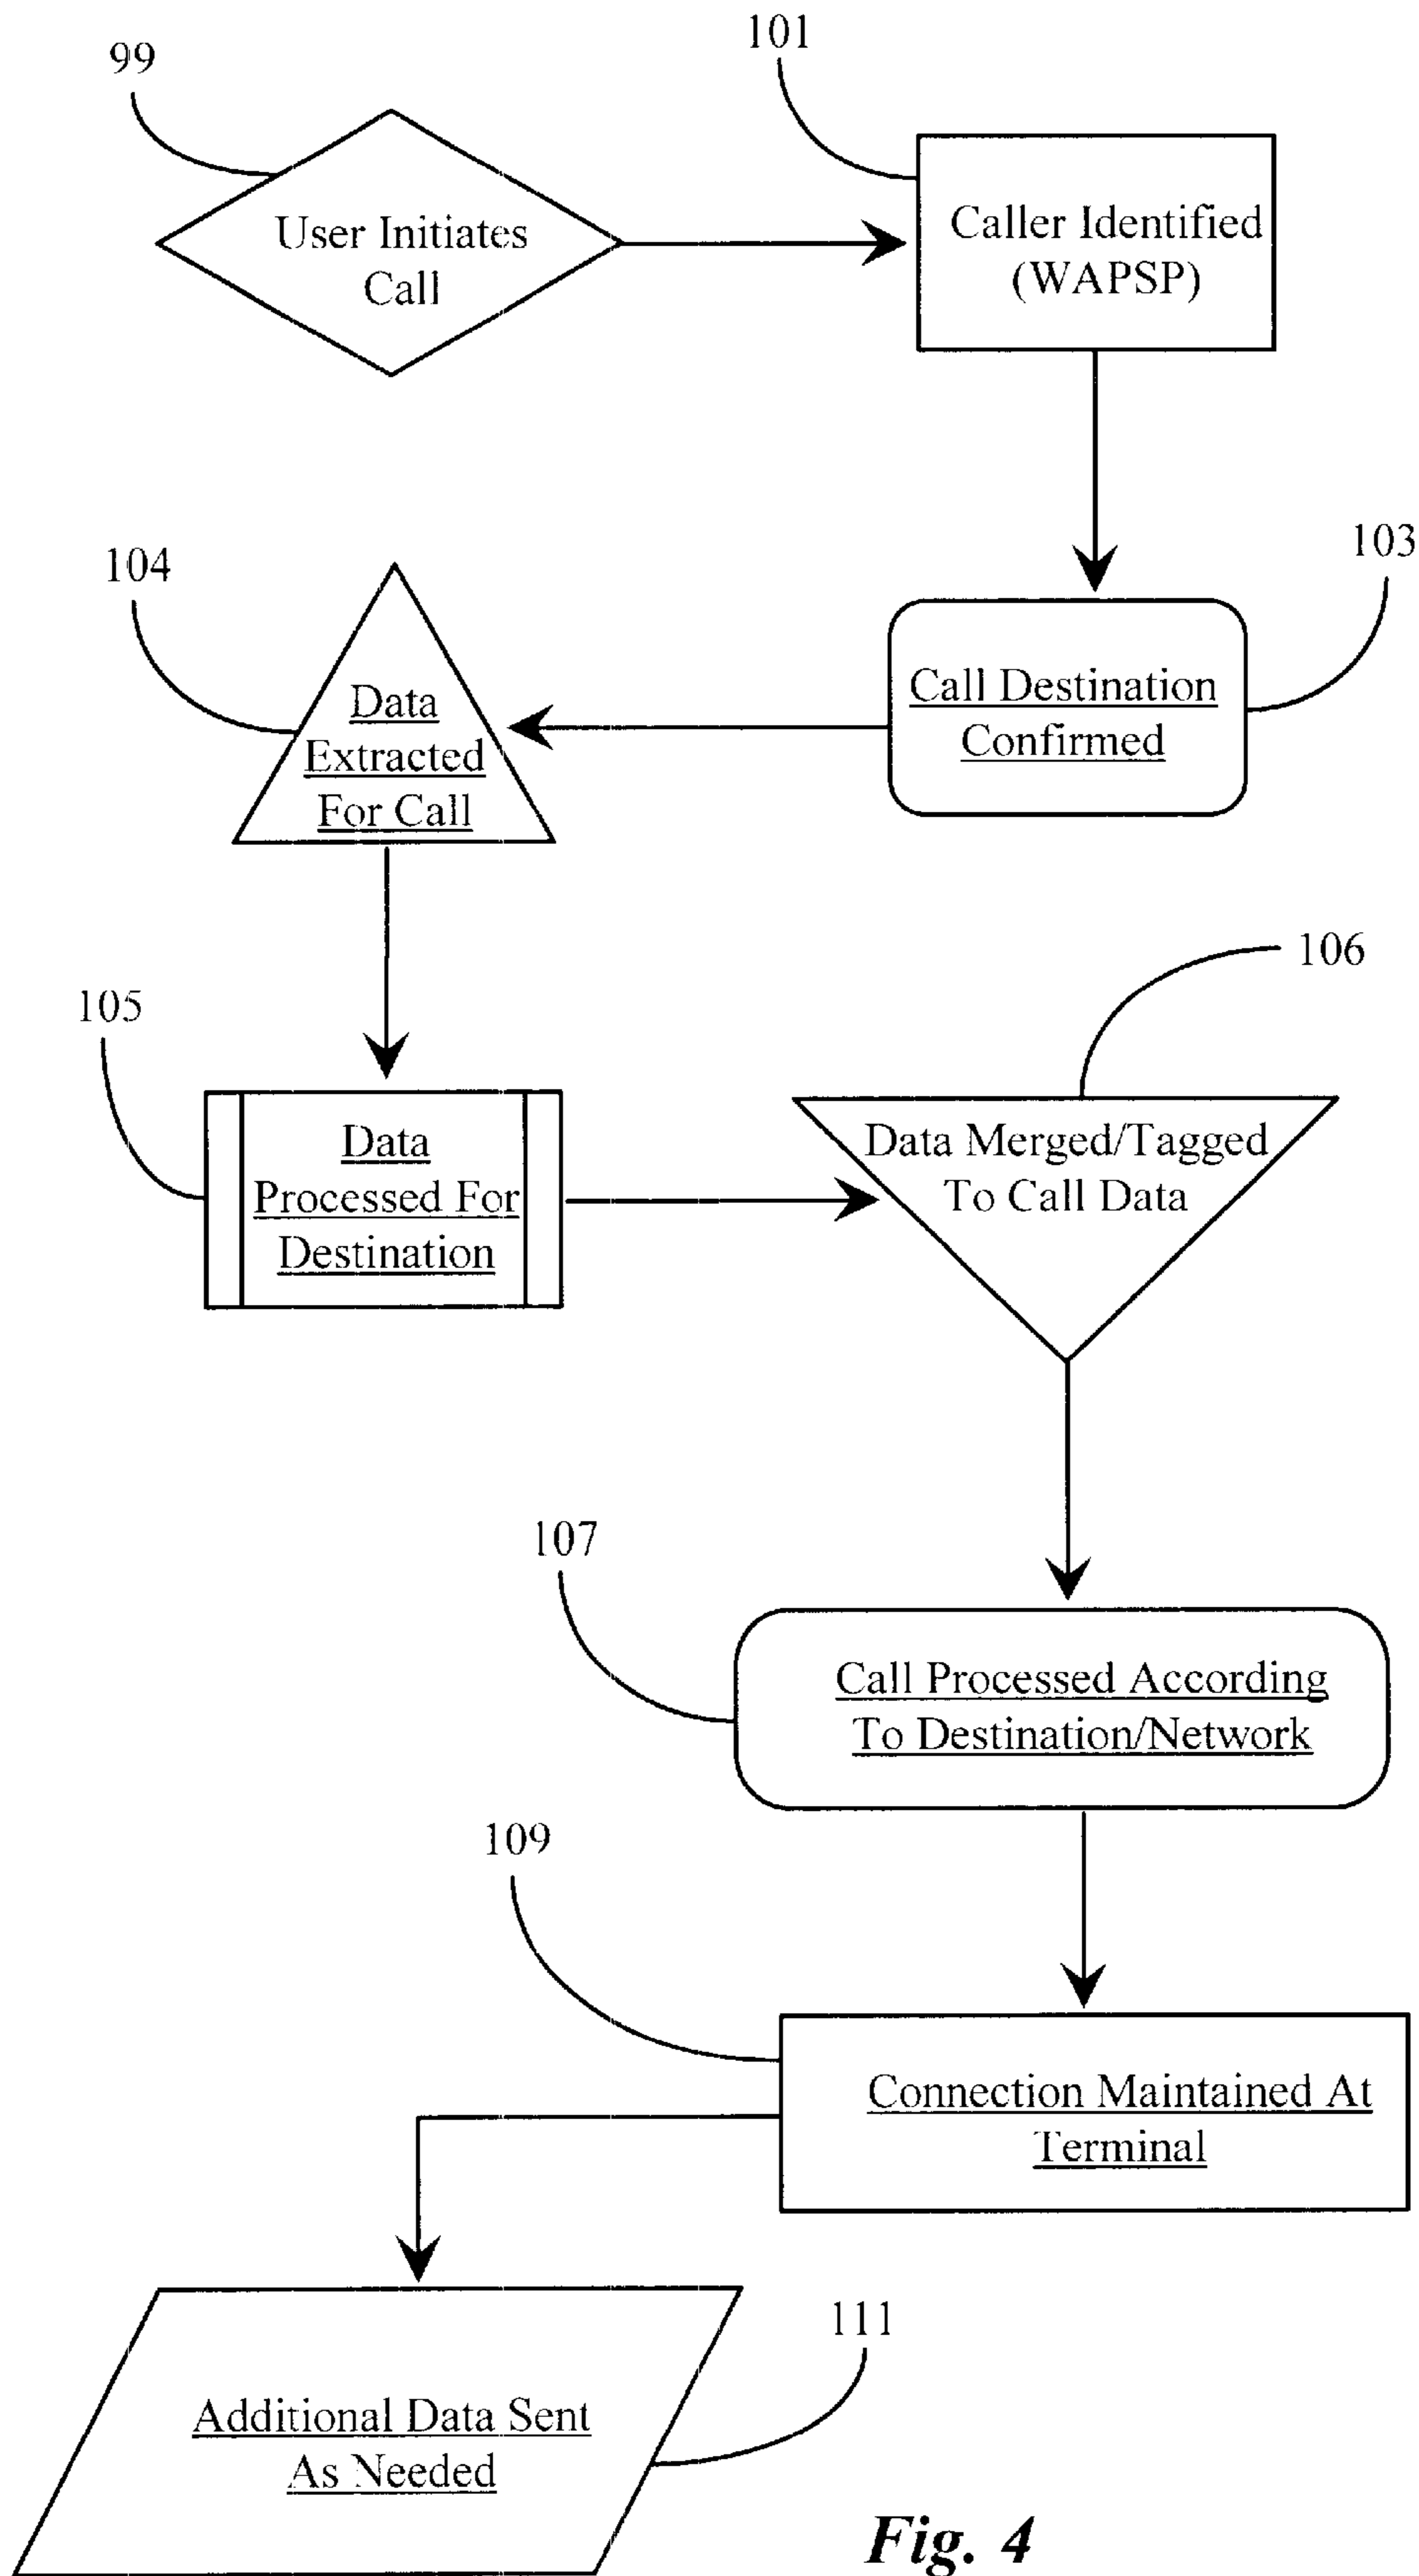 99
101
User Initiates
Call
Caller Identified
(WAPSP)
104
103
Data
Extracted
For Call
Call Destination
Confirmed
105
106
Data
Processed For
Destination
Data Merged/Tagged
To Call Data
107
Call Processed According
To Destination/Network
109
Connection Maintained At
Terminal
111
Additional Data Sent
As Needed
Fig. 4